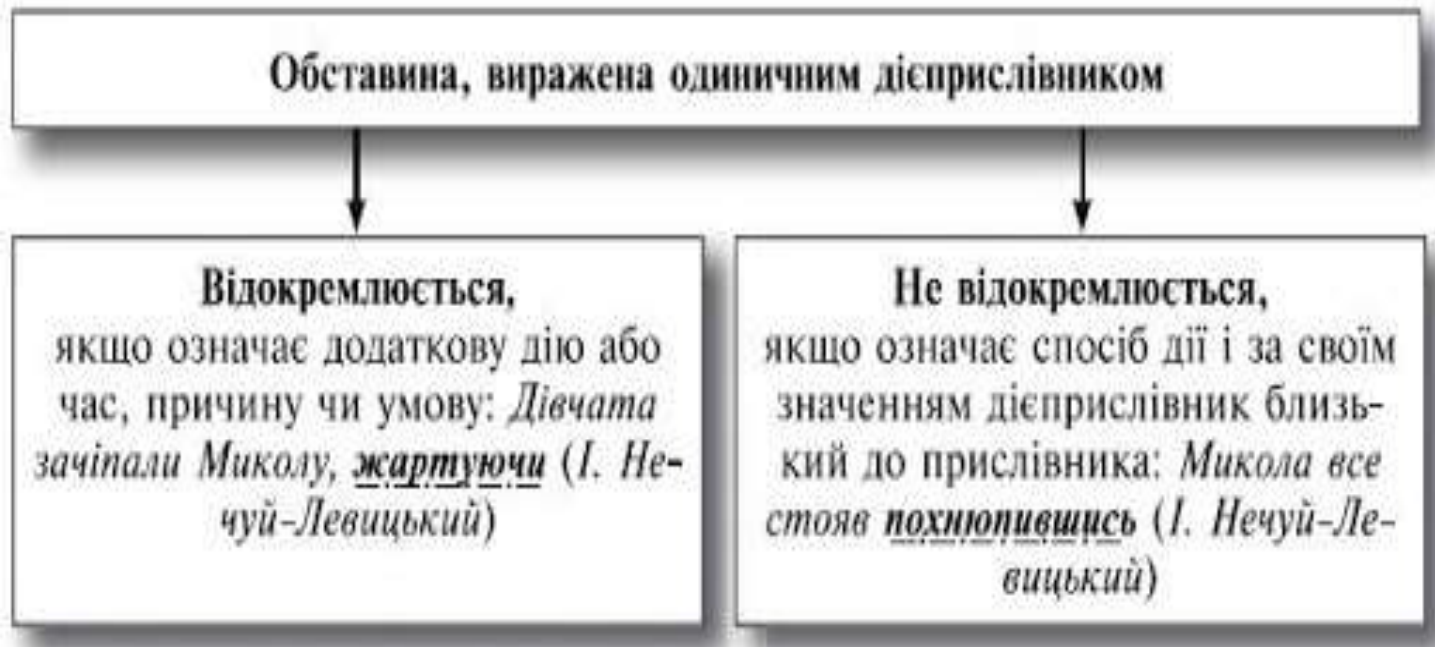 Обставина, виражена одиничним дієприслівником
Відокремлюється,
якщо означає додаткову дію або
час, причину чи умову: Дівчата
зачіпали Миколу, жартуючи (І. Не-
чуй-Левицький)
Не відокремлюється,
якщо означає спосіб дії і за своїм
значенням дієприслівник близь-
кий до прислівника: Микола все
стояв похнюпившись (І. Нечуй-Ле-
вицький)